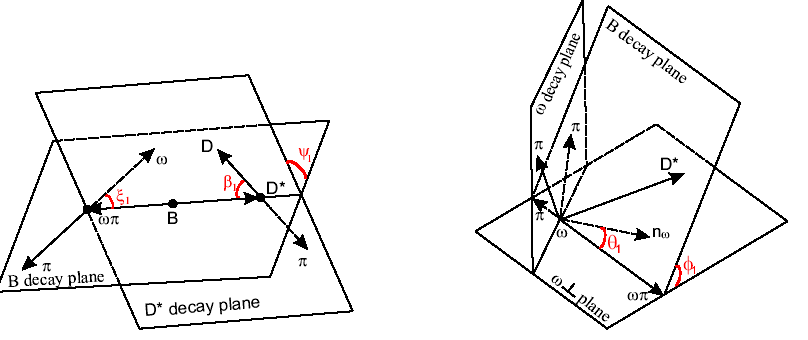 D
ω
ψ₁
β₁
D*
ξ₁
ωπ
B
π
π
B decay plane
D* decay plane
ω decay plane
B decay plane
π
π
D*
π
ω
nω
θ₁
ϕ₁
ωπ
ω⊥ plane